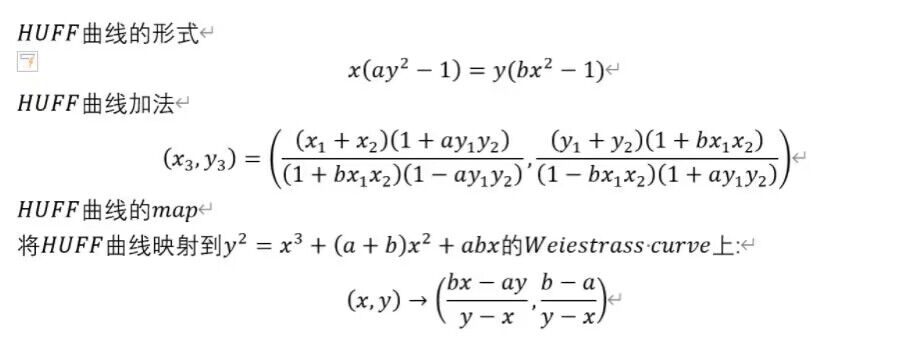 HUFF曲线的形式↵
x(ay² − 1) = y(bx² − 1)↵
HUFF曲线加法↵
(x₃, y₃) = ( (x₁ + x₂)(1 + ay₁y₂) / (1 + bx₁x₂)(1 − ay₁y₂) , (y₁ + y₂)(1 + bx₁x₂) / (1 − bx₁x₂)(1 + ay₁y₂) )↵
HUFF曲线的map↵
将HUFF曲线映射到y² = x³ + (a + b)x² + abx的Weiestrass·curve上:↵
(x, y) → ( bx − ay / y − x , b − a / y − x )↵